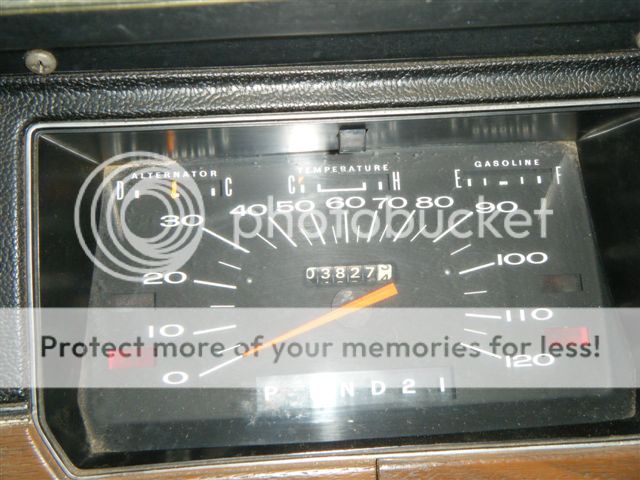 ALTERNATOR TEMPERATURE GASOLINE
D C C H E F
photobucket
0 10 20 30 40 50 60 70 80 90 100 110 120
03827
Protect more of your memories for less!
P N D 2 1